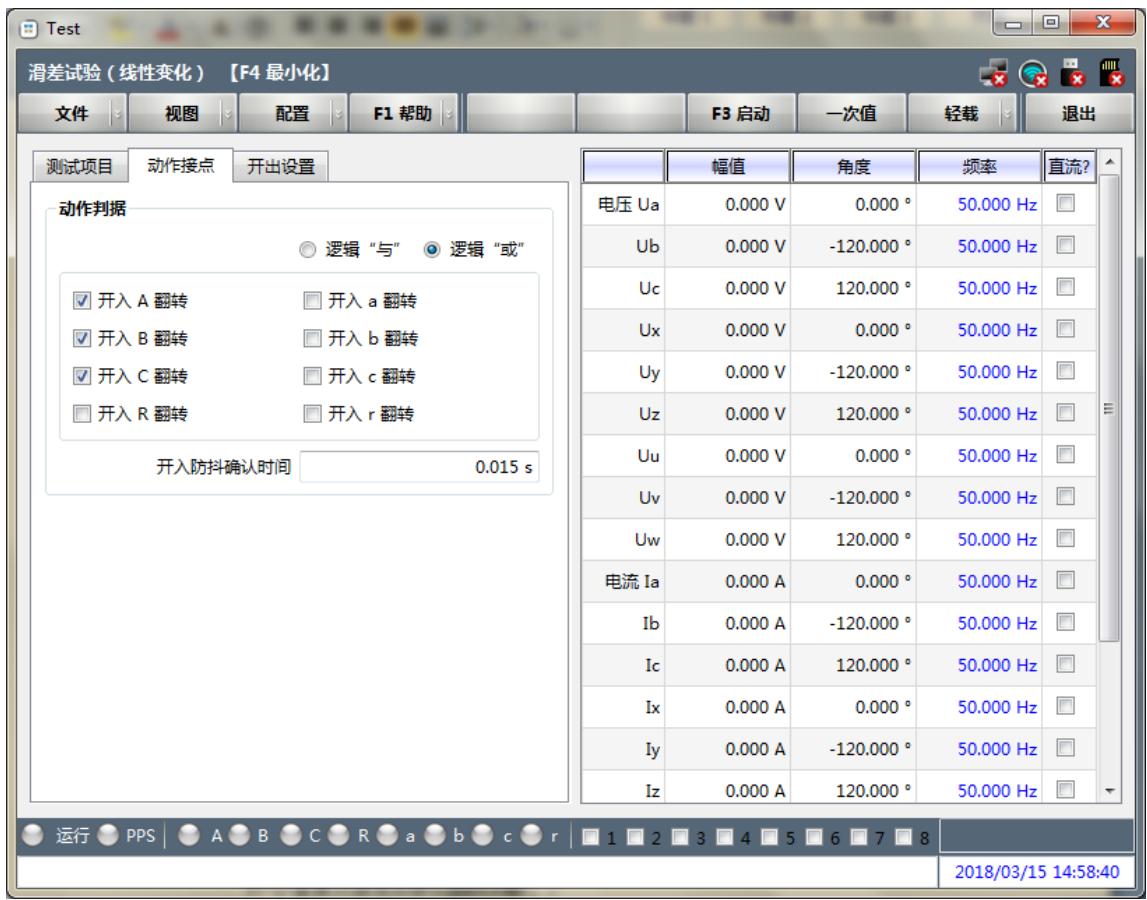 Test
滑差试验（线性变化） 【F4 最小化】
文件 视图 配置 F1 帮助 F3 启动 一次值 轻载 退出
测试项目 动作接点 开出设置
动作判据
逻辑“与” 逻辑“或”
开入 A 翻转 开入 a 翻转
开入 B 翻转 开入 b 翻转
开入 C 翻转 开入 c 翻转
开入 R 翻转 开入 r 翻转
开入防抖确认时间 0.015 s
幅值 角度 频率 直流?
电压 Ua 0.000 V 0.000 ° 50.000 Hz
Ub 0.000 V -120.000 ° 50.000 Hz
Uc 0.000 V 120.000 ° 50.000 Hz
Ux 0.000 V 0.000 ° 50.000 Hz
Uy 0.000 V -120.000 ° 50.000 Hz
Uz 0.000 V 120.000 ° 50.000 Hz
Uu 0.000 V 0.000 ° 50.000 Hz
Uv 0.000 V -120.000 ° 50.000 Hz
Uw 0.000 V 120.000 ° 50.000 Hz
电流 Ia 0.000 A 0.000 ° 50.000 Hz
Ib 0.000 A -120.000 ° 50.000 Hz
Ic 0.000 A 120.000 ° 50.000 Hz
Ix 0.000 A 0.000 ° 50.000 Hz
Iy 0.000 A -120.000 ° 50.000 Hz
Iz 0.000 A 120.000 ° 50.000 Hz
运行 PPS A B C R a b c r 1 2 3 4 5 6 7 8
2018/03/15 14:58:40